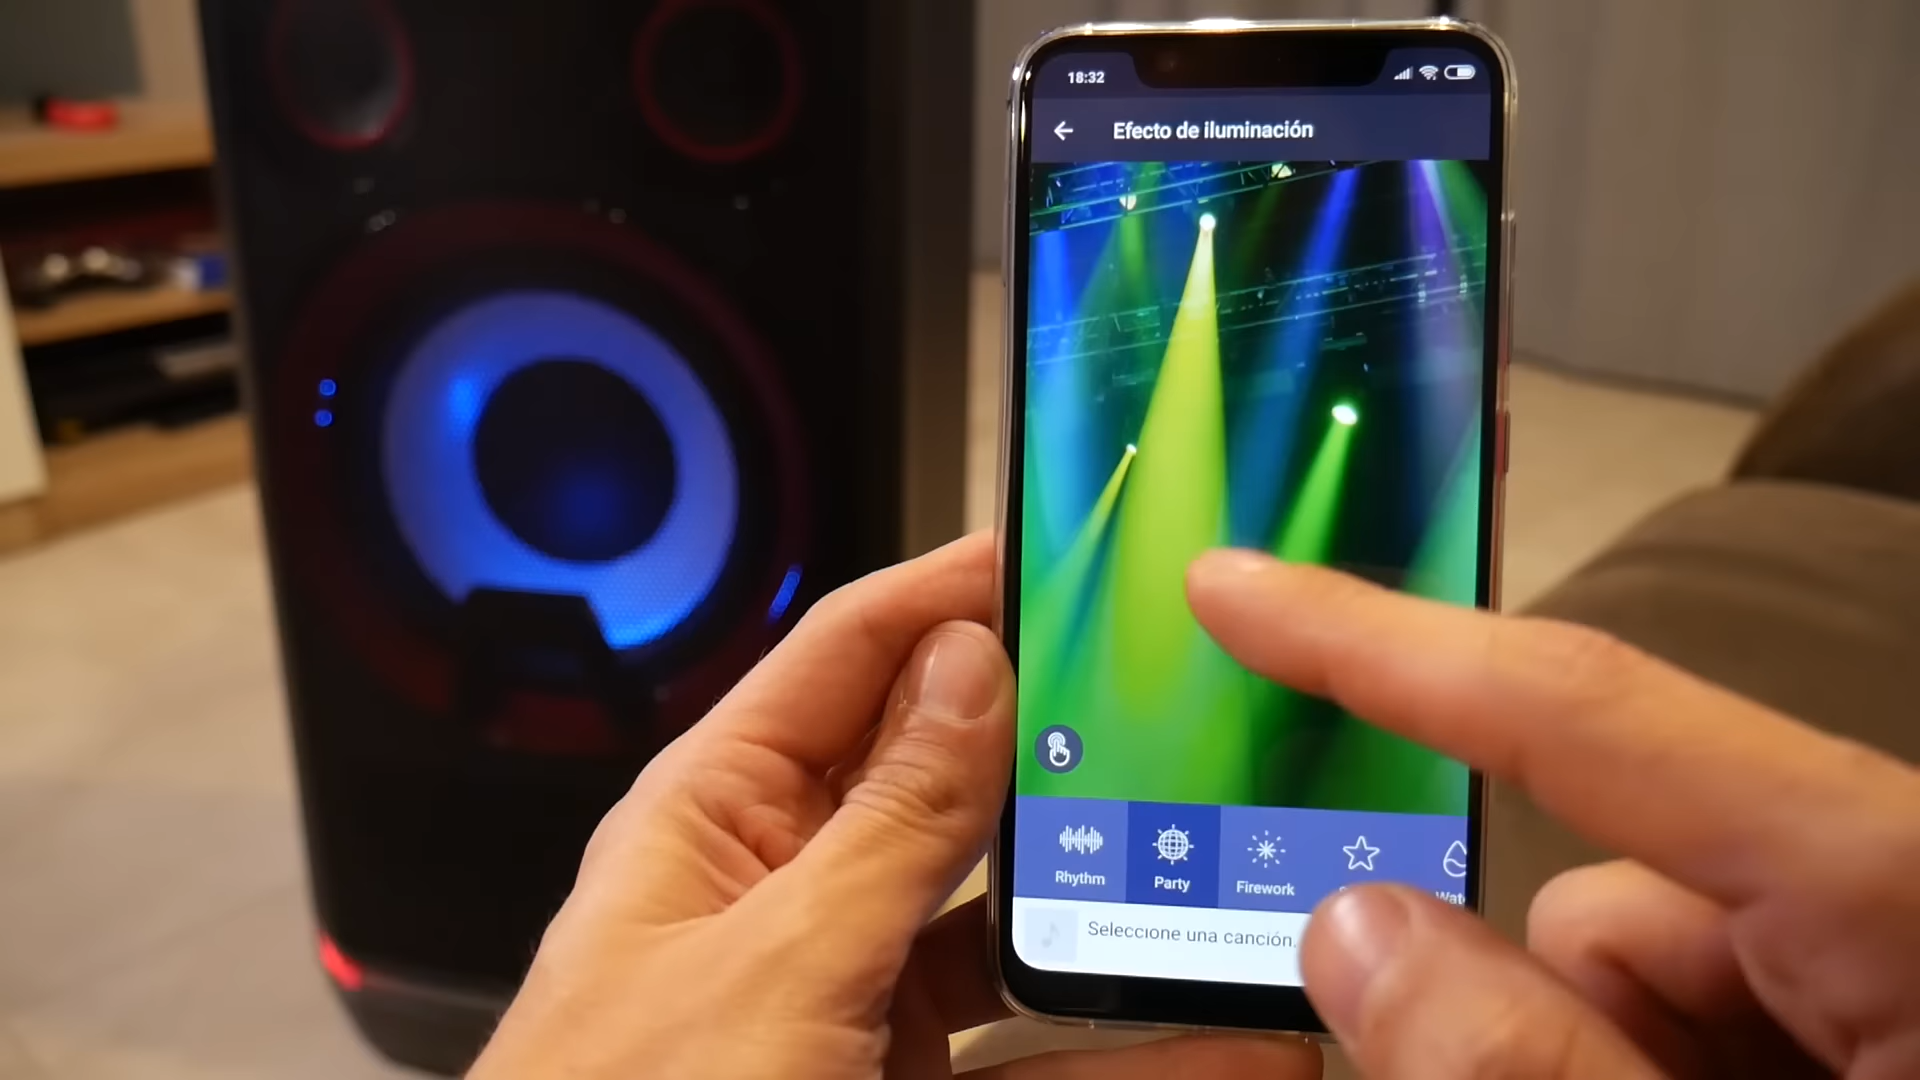 18:32
Efecto de iluminación
Rhythm
Party
Firework
Seleccione una canción.